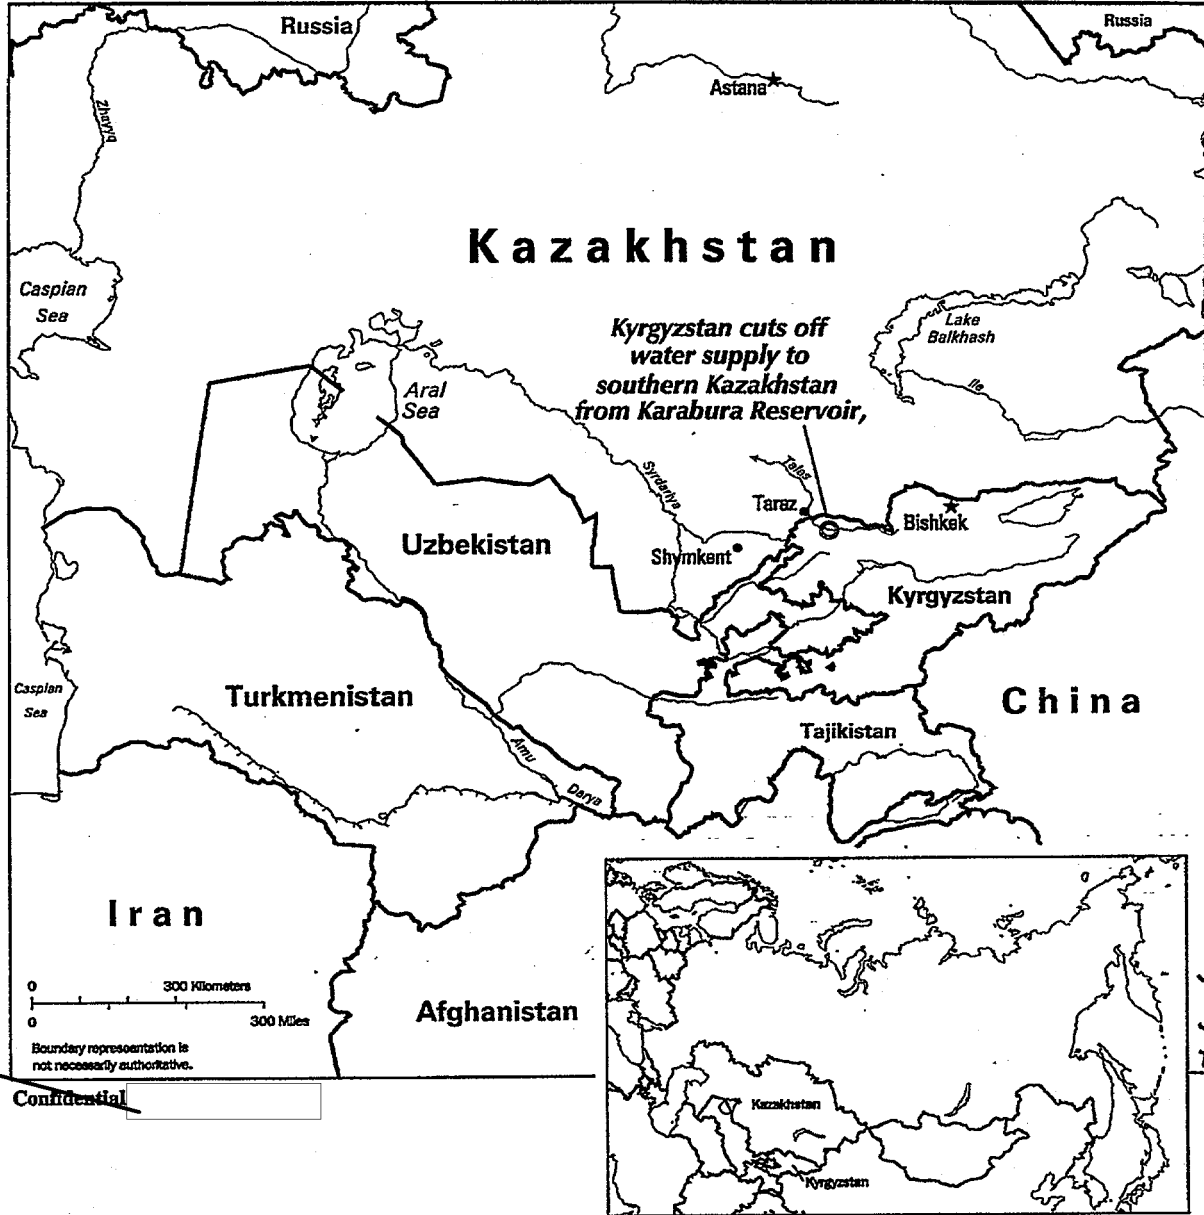 Russia
Russia
Astana
Zhayyq
Kazakhstan
Caspian
Sea
Kyrgyzstan cuts off
water supply to
southern Kazakhstan
from Karabura Reservoir,
Lake
Balkhash
Ile
Aral
Sea
Syrdariya
Talas
Taraz
Bishkek
Uzbekistan
Shymkent
Kyrgyzstan
Caspian
Sea
Turkmenistan
China
Tajikistan
Amu
Darya
Iran
Afghanistan
0 300 Kilometers
0 300 Miles
Boundary representation is
not necessarily authoritative.
Confidential
Kazakhstan
Kyrgyzstan